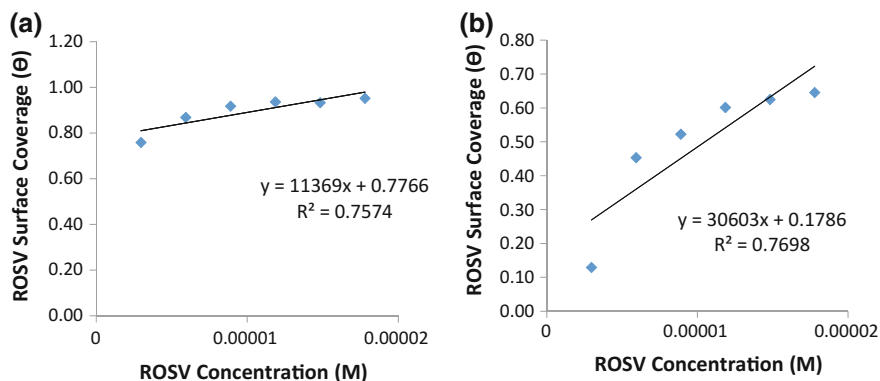 (a)
ROSV Surface Coverage (Θ)
1.20
1.00
0.80
0.60
0.40
0.20
0.00
y = 11369x + 0.7766
R² = 0.7574
0
0.00001
0.00002
ROSV Concentration (M)
(b)
ROSV Surface Coverage (Θ)
0.80
0.70
0.60
0.50
0.40
0.30
0.20
0.10
0.00
y = 30603x + 0.1786
R² = 0.7698
0
0.00001
0.00002
ROSV Concentration (M)